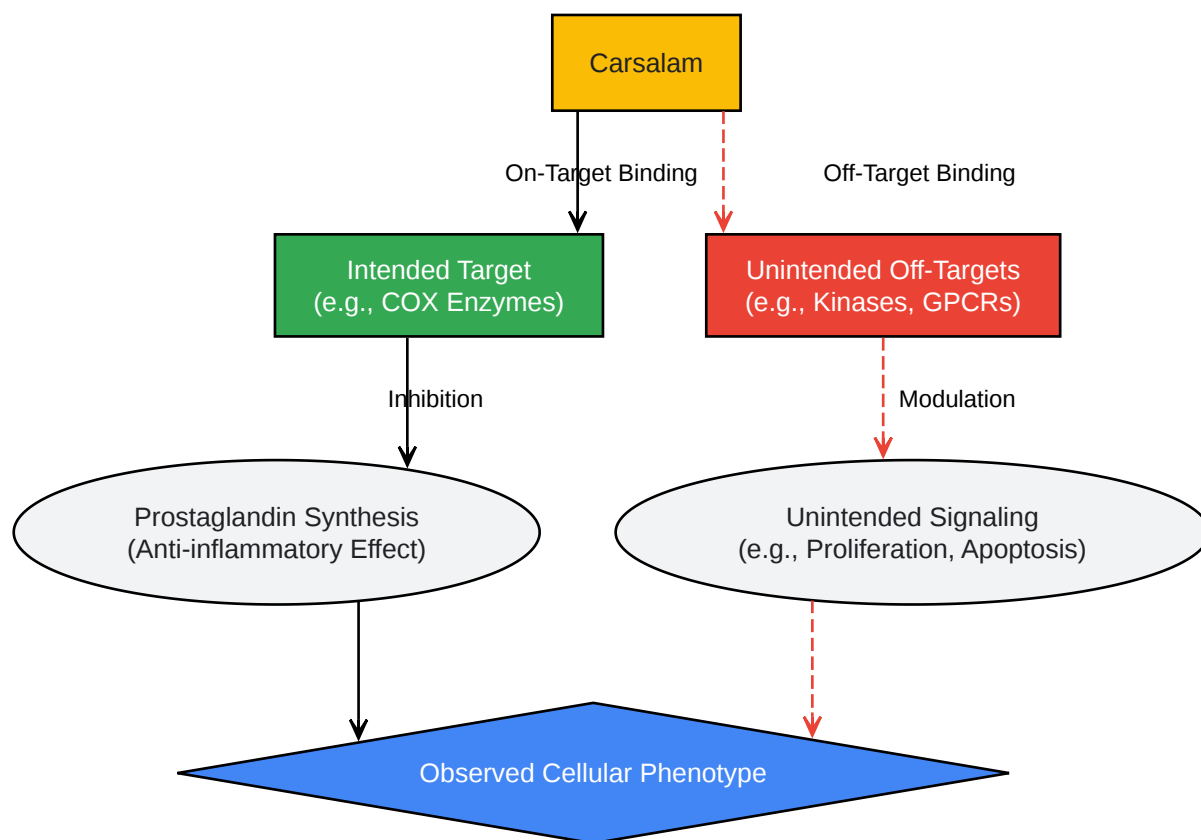 Carsalam
On-Target Binding
Off-Target Binding
Intended Target
(e.g., COX Enzymes)
Unintended Off-Targets
(e.g., Kinases, GPCRs)
Inhibition
Modulation
Prostaglandin Synthesis
(Anti-inflammatory Effect)
Unintended Signaling
(e.g., Proliferation, Apoptosis)
Observed Cellular Phenotype